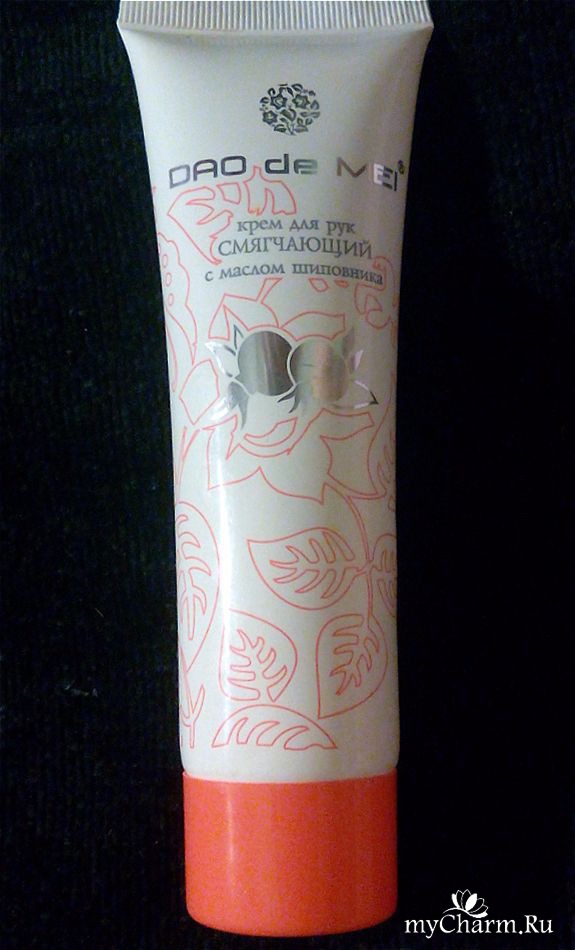 DAO de MEI®
крем для рук
СМЯГЧАЮЩИЙ
с маслом шиповника
myCharm.Ru